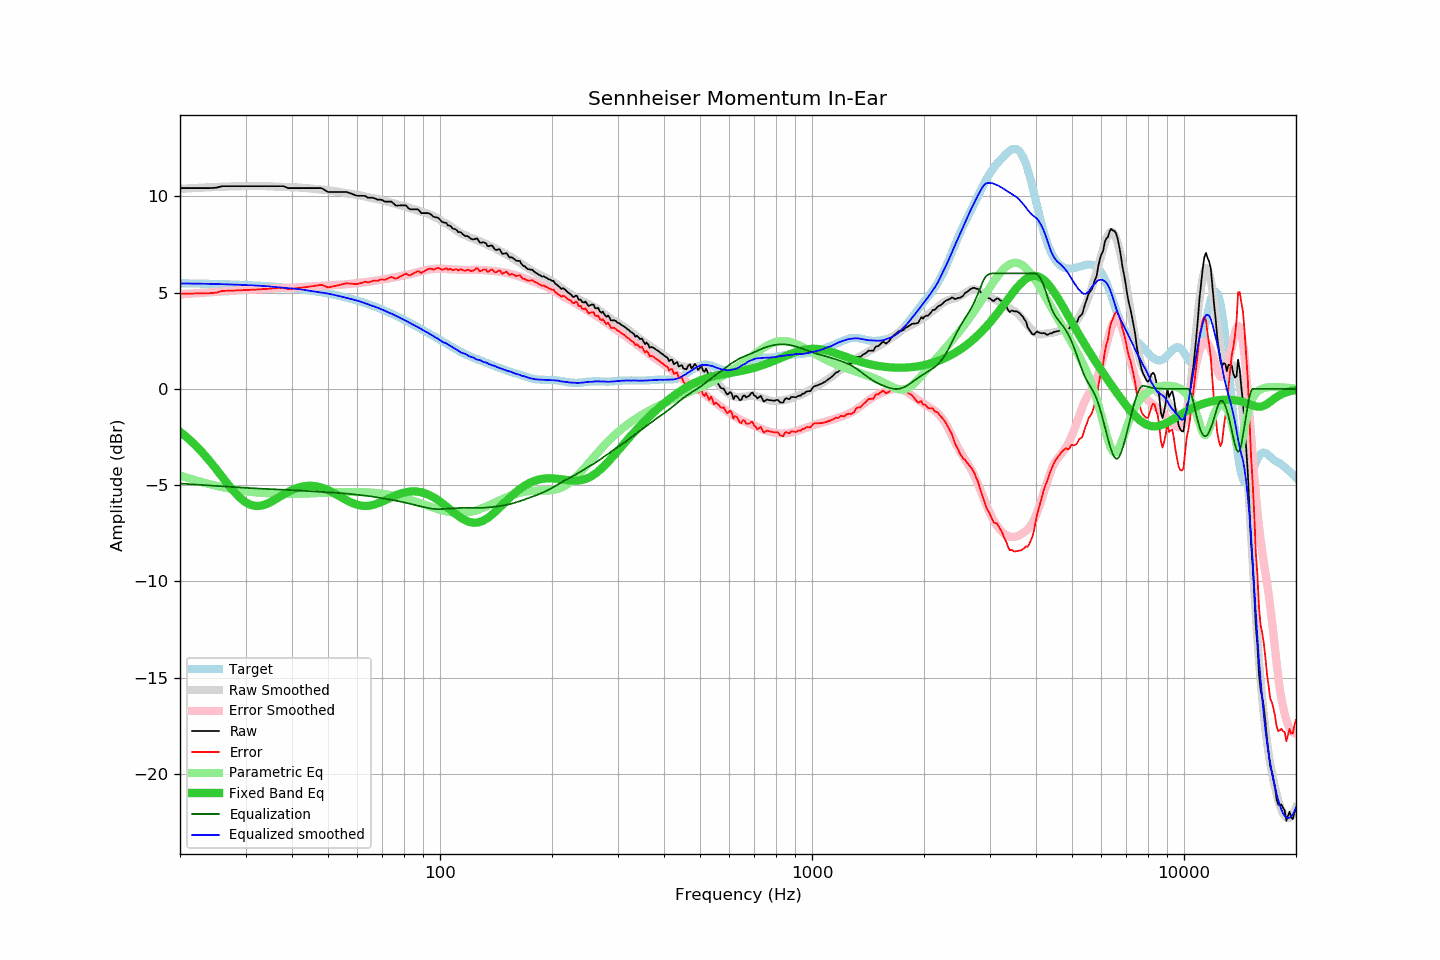 Sennheiser Momentum In-Ear
Amplitude (dBr)
10
5
0
−5
−10
−15
−20
Target
Raw Smoothed
Error Smoothed
Raw
Error
Parametric Eq
Fixed Band Eq
Equalization
Equalized smoothed
100
1000
10000
Frequency (Hz)